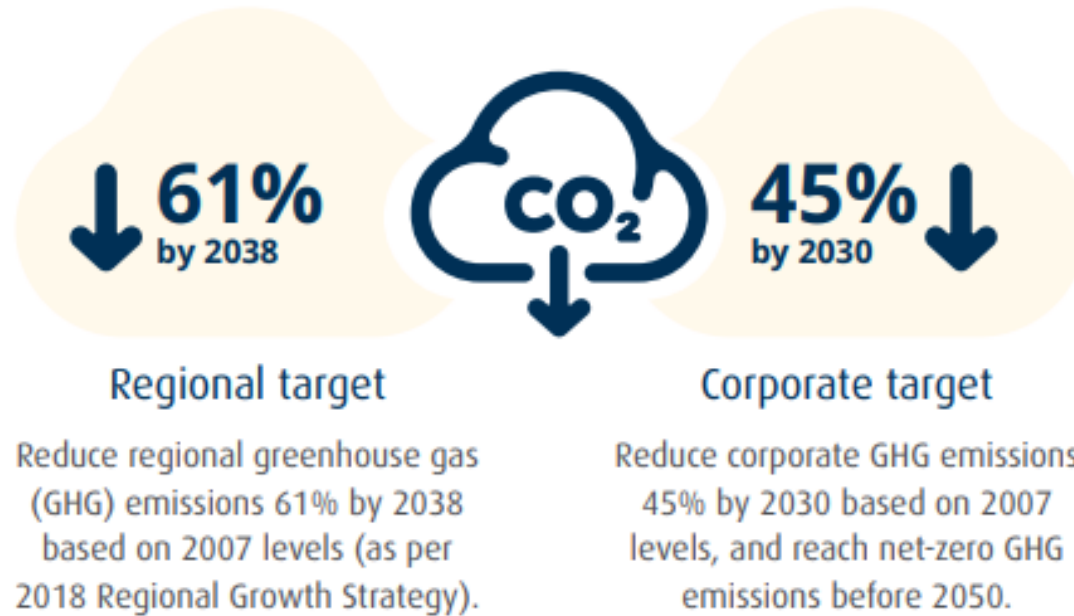 61%
by 2038
CO₂
45%
by 2030
Regional target
Reduce regional greenhouse gas
(GHG) emissions 61% by 2038
based on 2007 levels (as per
2018 Regional Growth Strategy).
Corporate target
Reduce corporate GHG emissions
45% by 2030 based on 2007
levels, and reach net-zero GHG
emissions before 2050.